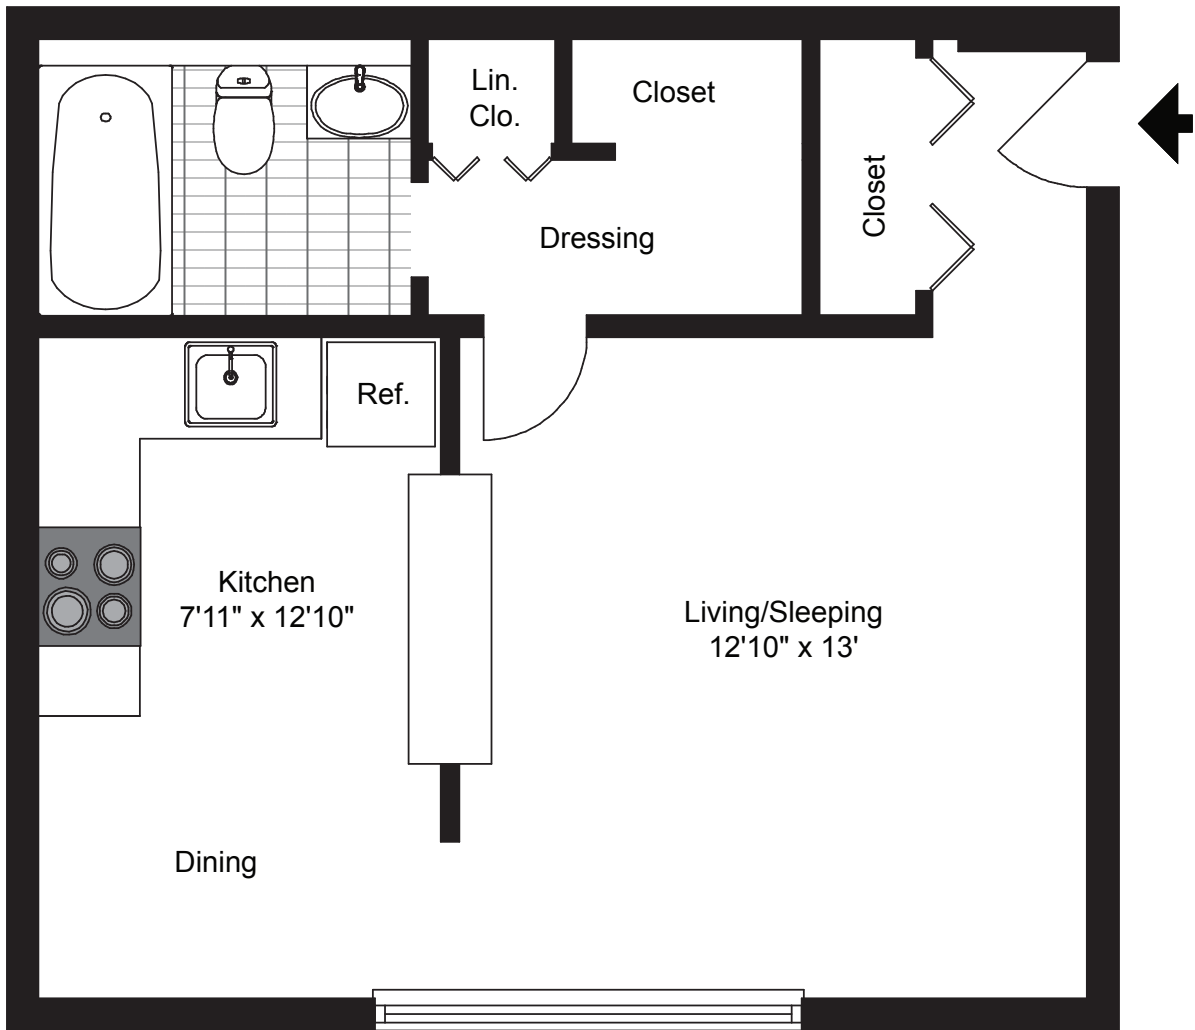 Lin.
Clo.
Closet
Closet
Dressing
Ref.
Kitchen
7'11" x 12'10"
Living/Sleeping
12'10" x 13'
Dining